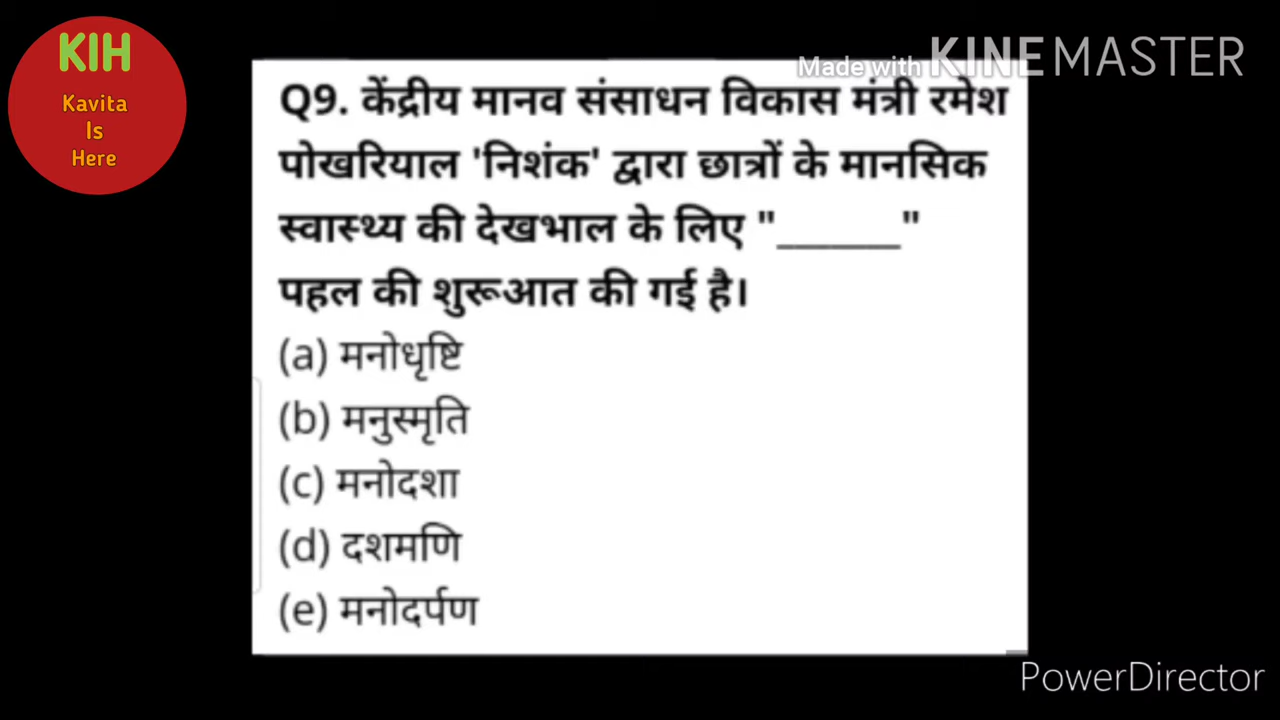 KIH
Kavita
Is
Here
Made with KINEMASTER
Q9. केंद्रीय मानव संसाधन विकास मंत्री रमेश
पोखरियाल 'निशंक' द्वारा छात्रों के मानसिक
स्वास्थ्य की देखभाल के लिए "______"
पहल की शुरूआत की गई है।
(a) मनोधृष्टि
(b) मनुस्मृति
(c) मनोदशा
(d) दशमणि
(e) मनोदर्पण
PowerDirector